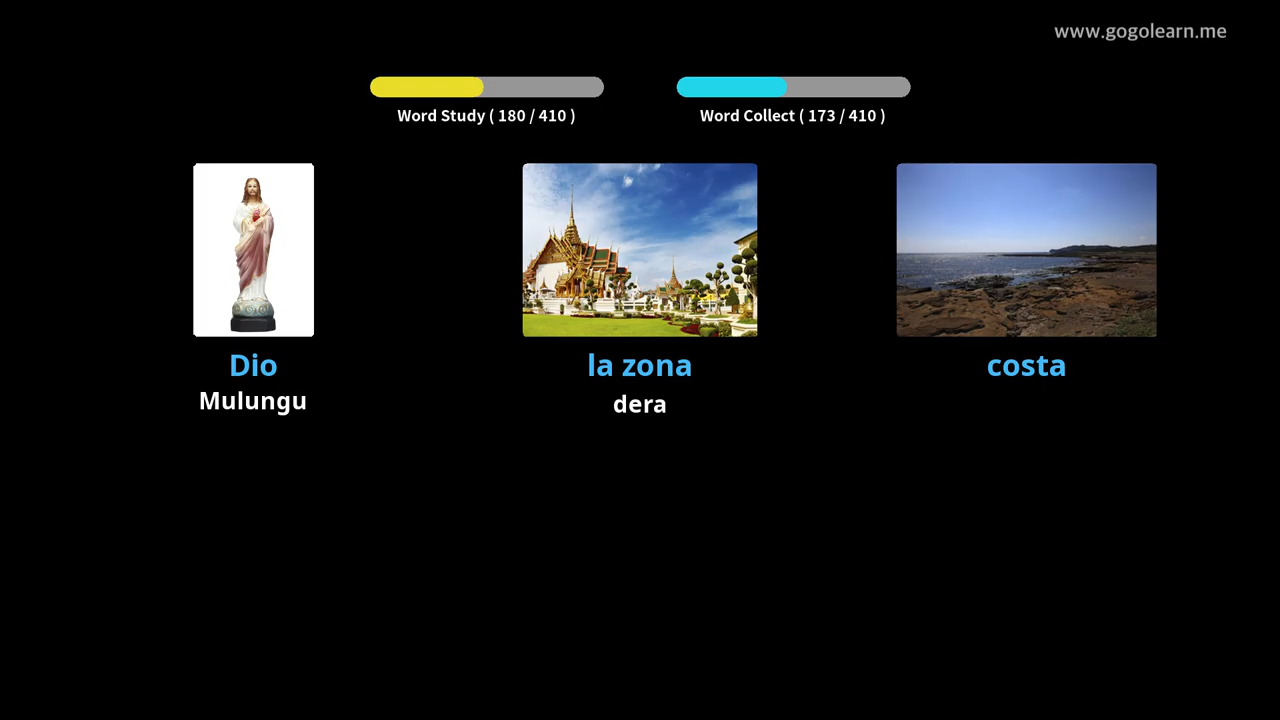 www.gogolearn.me
Word Study ( 180 / 410 )
Word Collect ( 173 / 410 )
Dio
la zona
costa
Mulungu
dera